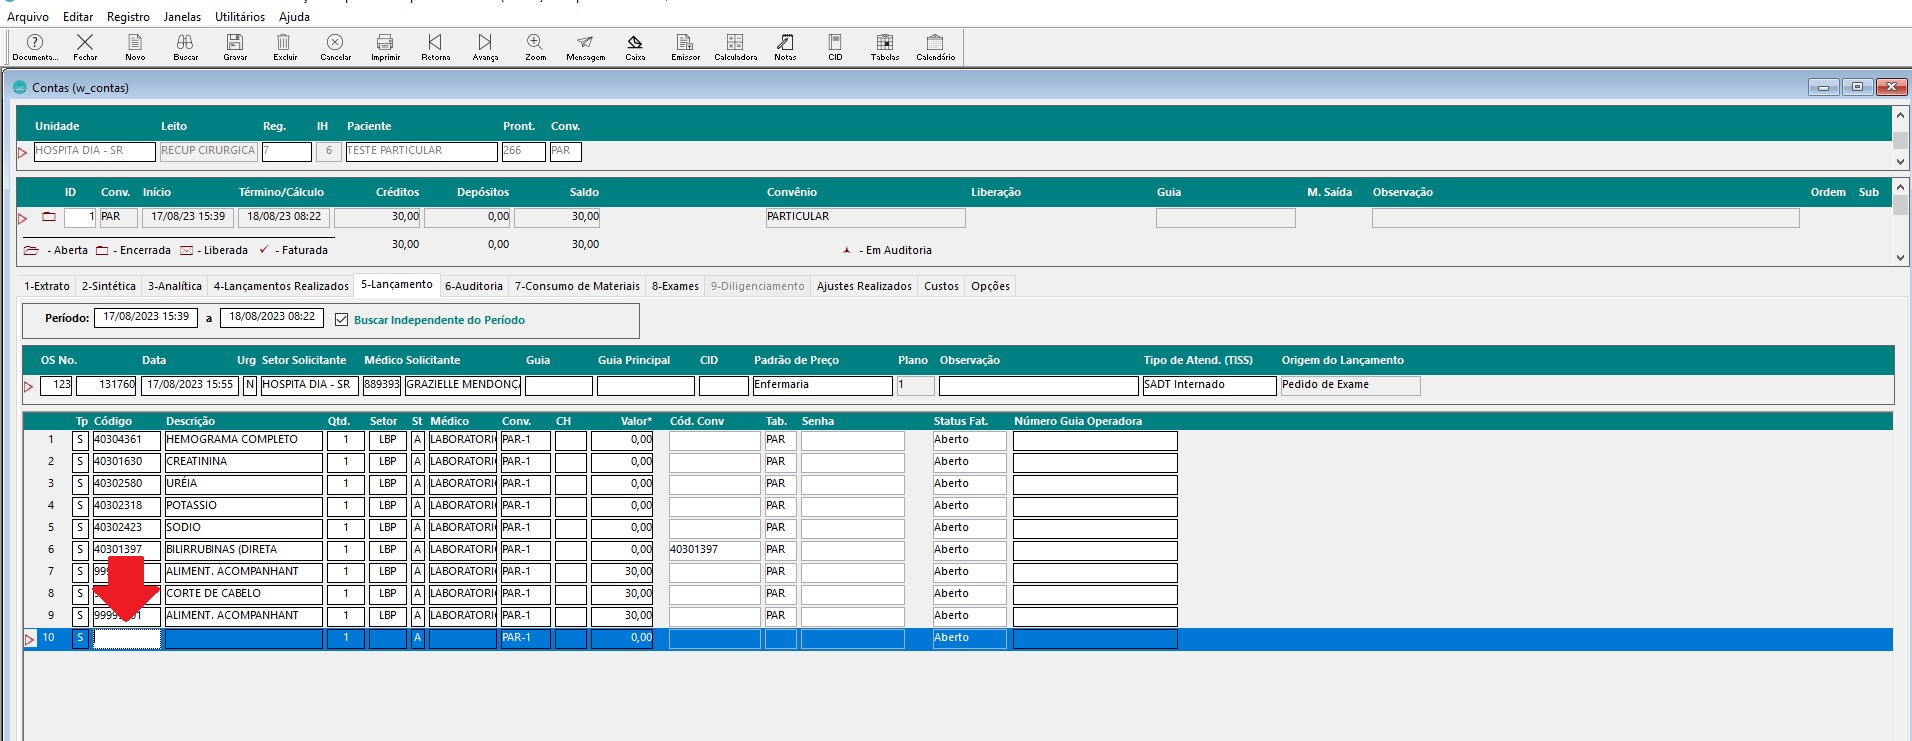 Arquivo Editar Registro Janelas Utilitários Ajuda
Documenta... Fechar Novo Buscar Gravar Excluir Cancelar Imprimir Retorna Avança Zoom Mensagem Caixa Emissor Calculadora Notas CID Tabelas Calendário
Contas (w_contas)
Unidade Leito Reg. IH Paciente Pront. Conv.
HOSPITA DIA - SR RECUP CIRURGICA 7 6 TESTE PARTICULAR 266 PAR
ID Conv. Início Término/Cálculo Créditos Depósitos Saldo Convênio Liberação Guia M. Saída Observação Ordem Sub
1 PAR 17/08/23 15:39 18/08/23 08:22 30,00 0,00 30,00 PARTICULAR
- Aberta - Encerrada - Liberada - Faturada 30,00 0,00 30,00 - Em Auditoria
1-Extrato 2-Sintética 3-Analítica 4-Lançamentos Realizados 5-Lançamento 6-Auditoria 7-Consumo de Materiais 8-Exames 9-Diligenciamento Ajustes Realizados Custos Opções
Período: 17/08/2023 15:39 a 18/08/2023 08:22 Buscar Independente do Período
OS No. Data Urg Setor Solicitante Médico Solicitante Guia Guia Principal CID Padrão de Preço Plano Observação Tipo de Atend. (TISS) Origem do Lançamento
123 131760 17/08/2023 15:55 N HOSPITA DIA - SR 889393 GRAZIELLE MENDONÇ Enfermaria 1 SADT Internado Pedido de Exame
Tp Código Descrição Qtd. Setor St Médico Conv. CH Valor* Cód. Conv Tab. Senha Status Fat. Número Guia Operadora
1 S 40304361 HEMOGRAMA COMPLETO 1 LBP A LABORATORI PAR-1 0,00 PAR Aberto
2 S 40301630 CREATININA 1 LBP A LABORATORI PAR-1 0,00 PAR Aberto
3 S 40302580 URÉIA 1 LBP A LABORATORI PAR-1 0,00 PAR Aberto
4 S 40302318 POTASSIO 1 LBP A LABORATORI PAR-1 0,00 PAR Aberto
5 S 40302423 SODIO 1 LBP A LABORATORI PAR-1 0,00 PAR Aberto
6 S 40301397 BILIRRUBINAS (DIRETA 1 LBP A LABORATORI PAR-1 0,00 40301397 PAR Aberto
7 S ALIMENT. ACOMPANHANT 1 LBP A LABORATORI PAR-1 30,00 PAR Aberto
8 S CORTE DE CABELO 1 LBP A LABORATORI PAR-1 30,00 PAR Aberto
9 S ALIMENT. ACOMPANHANT 1 LBP A LABORATORI PAR-1 30,00 PAR Aberto
10 S 1 A PAR-1 0,00 Aberto